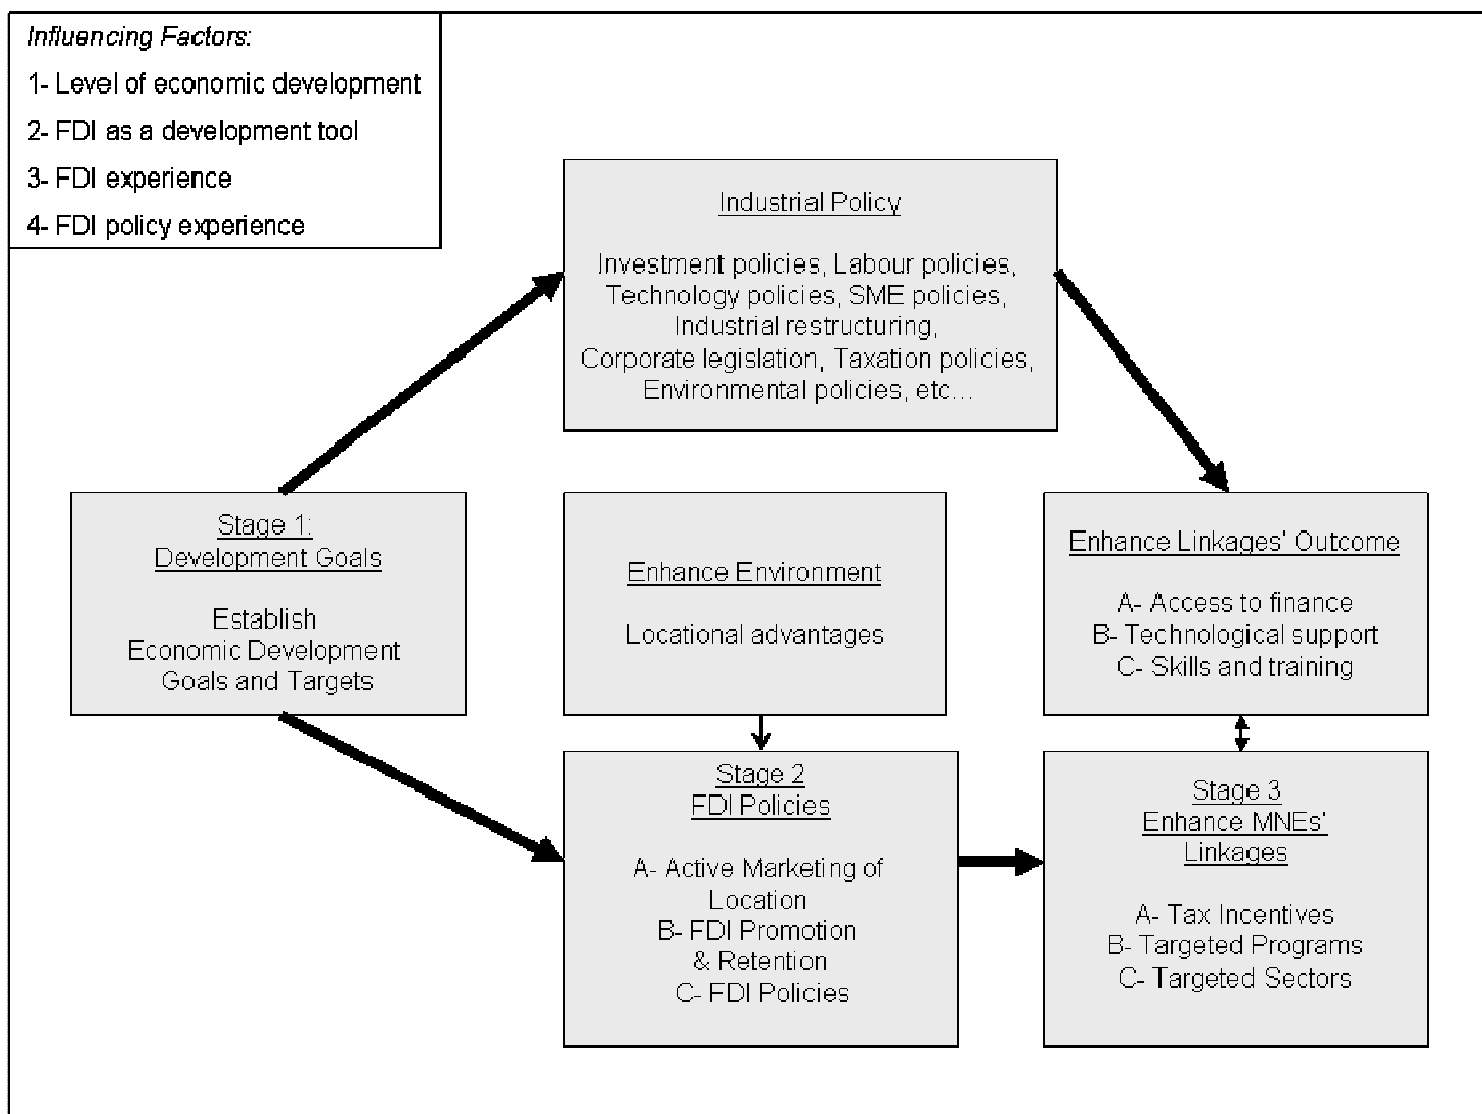 Influencing Factors:
1- Level of economic development
2- FDI as a development tool
3- FDI experience
4- FDI policy experience
Industrial Policy
Investment policies, Labour policies,
Technology policies, SME policies,
Industrial restructuring,
Corporate legislation, Taxation policies,
Environmental policies, etc...
Stage 1:
Development Goals
Establish
Economic Development
Goals and Targets
Enhance Environment
Locational advantages
Enhance Linkages' Outcome
A- Access to finance
B- Technological support
C- Skills and training
Stage 2
FDI Policies
A- Active Marketing of
Location
B- FDI Promotion
& Retention
C- FDI Policies
Stage 3
Enhance MNEs'
Linkages
A- Tax Incentives
B- Targeted Programs
C- Targeted Sectors